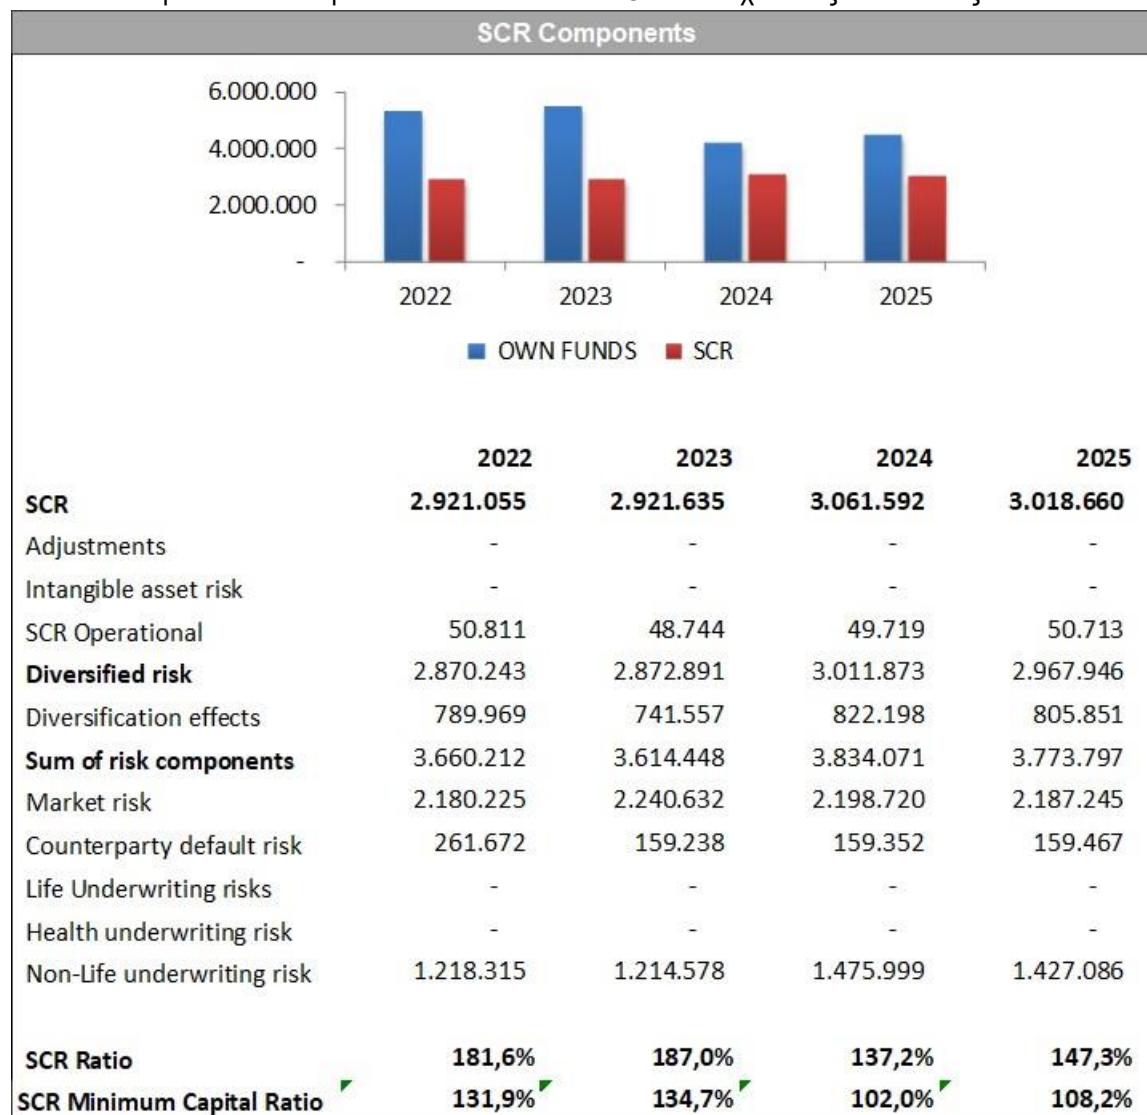 SCR Components
6.000.000
4.000.000
2.000.000
-
2022 2023 2024 2025
OWN FUNDS SCR
2022 2023 2024 2025
SCR 2.921.055 2.921.635 3.061.592 3.018.660
Adjustments - - - -
Intangible asset risk - - - -
SCR Operational 50.811 48.744 49.719 50.713
Diversified risk 2.870.243 2.872.891 3.011.873 2.967.946
Diversification effects 789.969 741.557 822.198 805.851
Sum of risk components 3.660.212 3.614.448 3.834.071 3.773.797
Market risk 2.180.225 2.240.632 2.198.720 2.187.245
Counterparty default risk 261.672 159.238 159.352 159.467
Life Underwriting risks - - - -
Health underwriting risk - - - -
Non-Life underwriting risk 1.218.315 1.214.578 1.475.999 1.427.086
SCR Ratio 181,6% 187,0% 137,2% 147,3%
SCR Minimum Capital Ratio 131,9% 134,7% 102,0% 108,2%